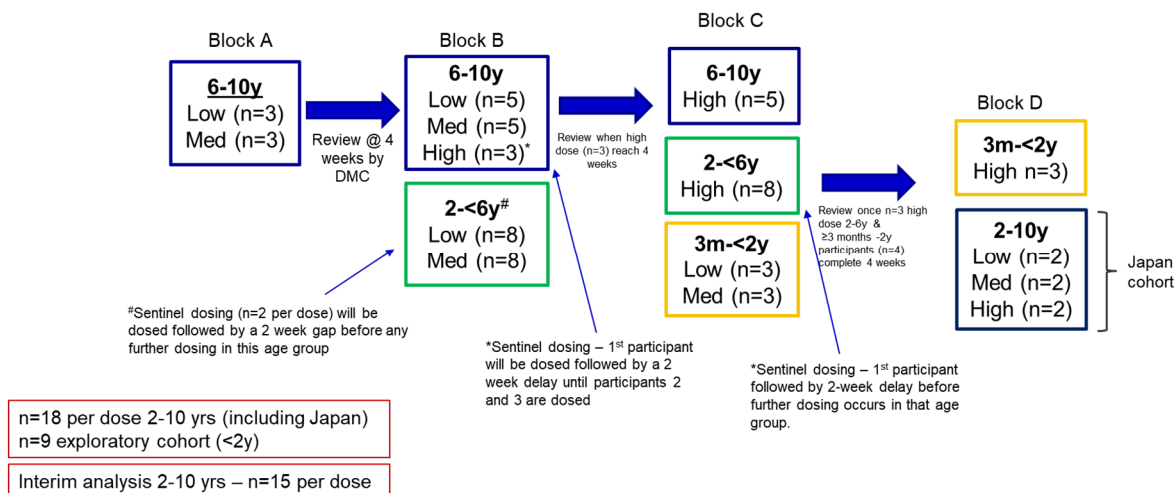 Block A
6-10y
Low (n=3)
Med (n=3)
Review @ 4
weeks by
DMC
Block B
6-10y
Low (n=5)
Med (n=5)
High (n=3)*
2-<6y#
Low (n=8)
Med (n=8)
Review when high
dose (n=3) reach 4
weeks
Block C
6-10y
High (n=5)
2-<6y
High (n=8)
3m-<2y
Low (n=3)
Med (n=3)
Review once n=3 high
dose 2-6y &
≥3 months -2y
participants (n=4)
complete 4 weeks
Block D
3m-<2y
High n=3)
2-10y
Low (n=2)
Med (n=2)
High (n=2)
Japan
cohort
#Sentinel dosing (n=2 per dose) will be
dosed followed by a 2 week gap before any
further dosing in this age group
*Sentinel dosing – 1st participant
will be dosed followed by a 2
week delay until participants 2
and 3 are dosed
*Sentinel dosing – 1st participant
followed by 2-week delay before
further dosing occurs in that age
group.
n=18 per dose 2-10 yrs (including Japan)
n=9 exploratory cohort (<2y)
Interim analysis 2-10 yrs – n=15 per dose